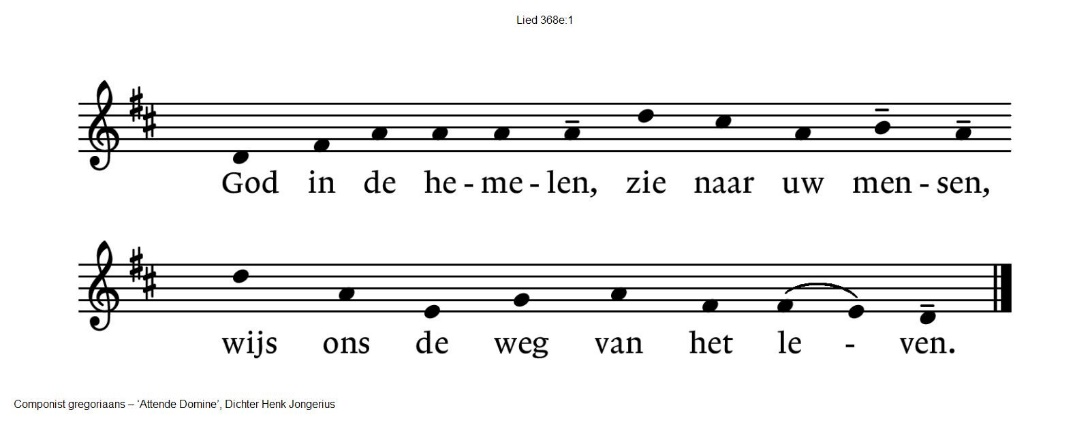 Lied 368e:1
God in de he - me - len, zie naar uw men - sen,
wijs ons de weg van het le - ven.
Componist gregoriaans – 'Attende Domine', Dichter Henk Jongerius